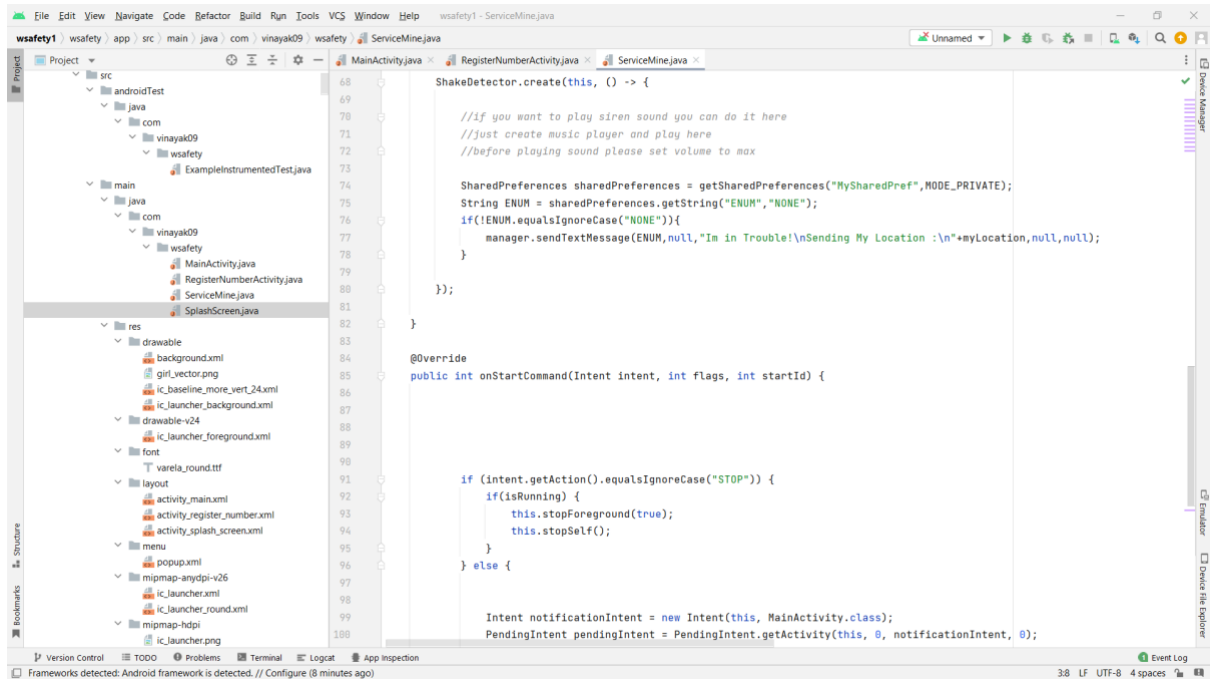 File Edit View Navigate Code Refactor Build Run Tools VCS Window Help wsafety1 - ServiceMine.java
wsafety1 wsafety app src main java com vinayak09 wsafety ServiceMine.java Unnamed
Project
MainActivity.java RegisterNumberActivity.java ServiceMine.java
Project
src
androidTest
java
com
vinayak09
wsafety
ExampleInstrumentedTest.java
main
java
com
vinayak09
wsafety
MainActivity.java
RegisterNumberActivity.java
ServiceMine.java
SplashScreen.java
res
drawable
background.xml
girl_vector.png
ic_baseline_more_vert_24.xml
ic_launcher_background.xml
drawable-v24
ic_launcher_foreground.xml
font
varela_round.ttf
layout
activity_main.xml
activity_register_number.xml
activity_splash_screen.xml
menu
popup.xml
mipmap-anydpi-v26
ic_launcher.xml
ic_launcher_round.xml
mipmap-hdpi
ic_launcher.png
Structure
Bookmarks
68 ShakeDetector.create(this, () -> {
69
70 //if you want to play siren sound you can do it here
71 //just create music player and play here
72 //before playing sound please set volume to max
73
74 SharedPreferences sharedPreferences = getSharedPreferences("MySharedPref",MODE_PRIVATE);
75 String ENUM = sharedPreferences.getString("ENUM","NONE");
76 if(!ENUM.equalsIgnoreCase("NONE")){
77 manager.sendTextMessage(ENUM,null,"Im in Trouble!\nSending My Location :\n"+myLocation,null,null);
78 }
79
80 });
81
82 }
83
84 @Override
85 public int onStartCommand(Intent intent, int flags, int startId) {
86
87
88
89
90
91 if (intent.getAction().equalsIgnoreCase("STOP")) {
92 if(isRunning) {
93 this.stopForeground(true);
94 this.stopSelf();
95 }
96 } else {
97
98
99 Intent notificationIntent = new Intent(this, MainActivity.class);
100 PendingIntent pendingIntent = PendingIntent.getActivity(this, 0, notificationIntent, 0);
Device Manager
Emulator
Device File Explorer
Version Control TODO Problems Terminal Logcat App Inspection 1 Event Log
Frameworks detected: Android framework is detected. // Configure (8 minutes ago) 3:8 LF UTF-8 4 spaces